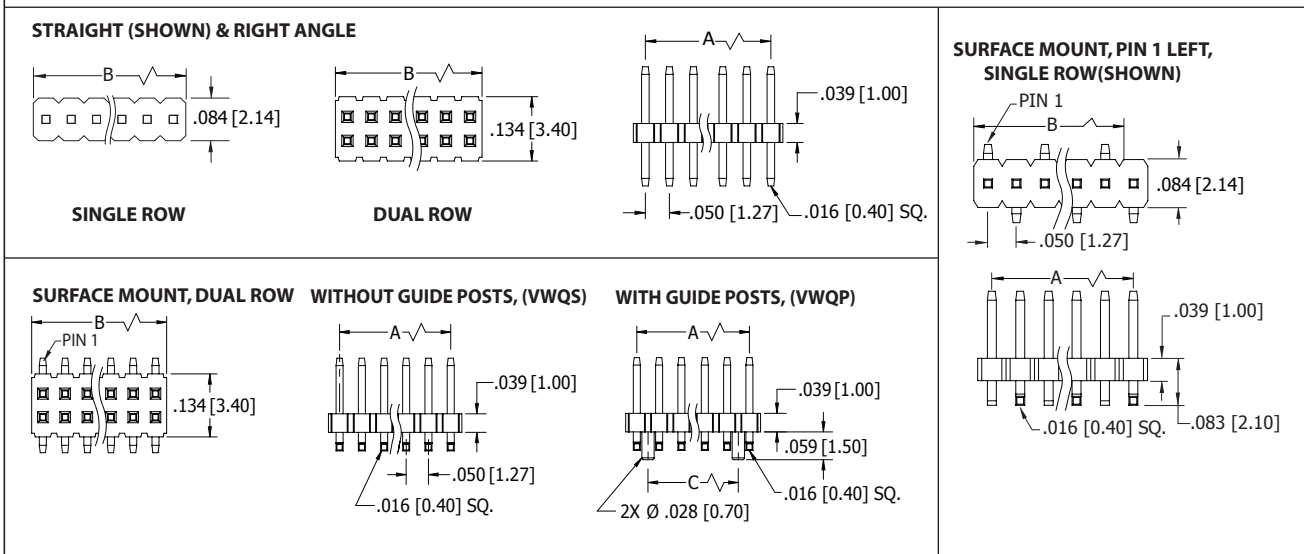 STRAIGHT (SHOWN) & RIGHT ANGLE
B
.084 [2.14]
SINGLE ROW
B
.134 [3.40]
DUAL ROW
A
.039 [1.00]
.050 [1.27]
.016 [0.40] SQ.
SURFACE MOUNT, PIN 1 LEFT,
SINGLE ROW(SHOWN)
PIN 1
B
.084 [2.14]
.050 [1.27]
A
.039 [1.00]
.016 [0.40] SQ.
.083 [2.10]
SURFACE MOUNT, DUAL ROW
B
PIN 1
.134 [3.40]
WITHOUT GUIDE POSTS, (VWQS)
A
.039 [1.00]
.050 [1.27]
.016 [0.40] SQ.
WITH GUIDE POSTS, (VWQP)
A
.039 [1.00]
.059 [1.50]
C
.016 [0.40] SQ.
2X Ø .028 [0.70]